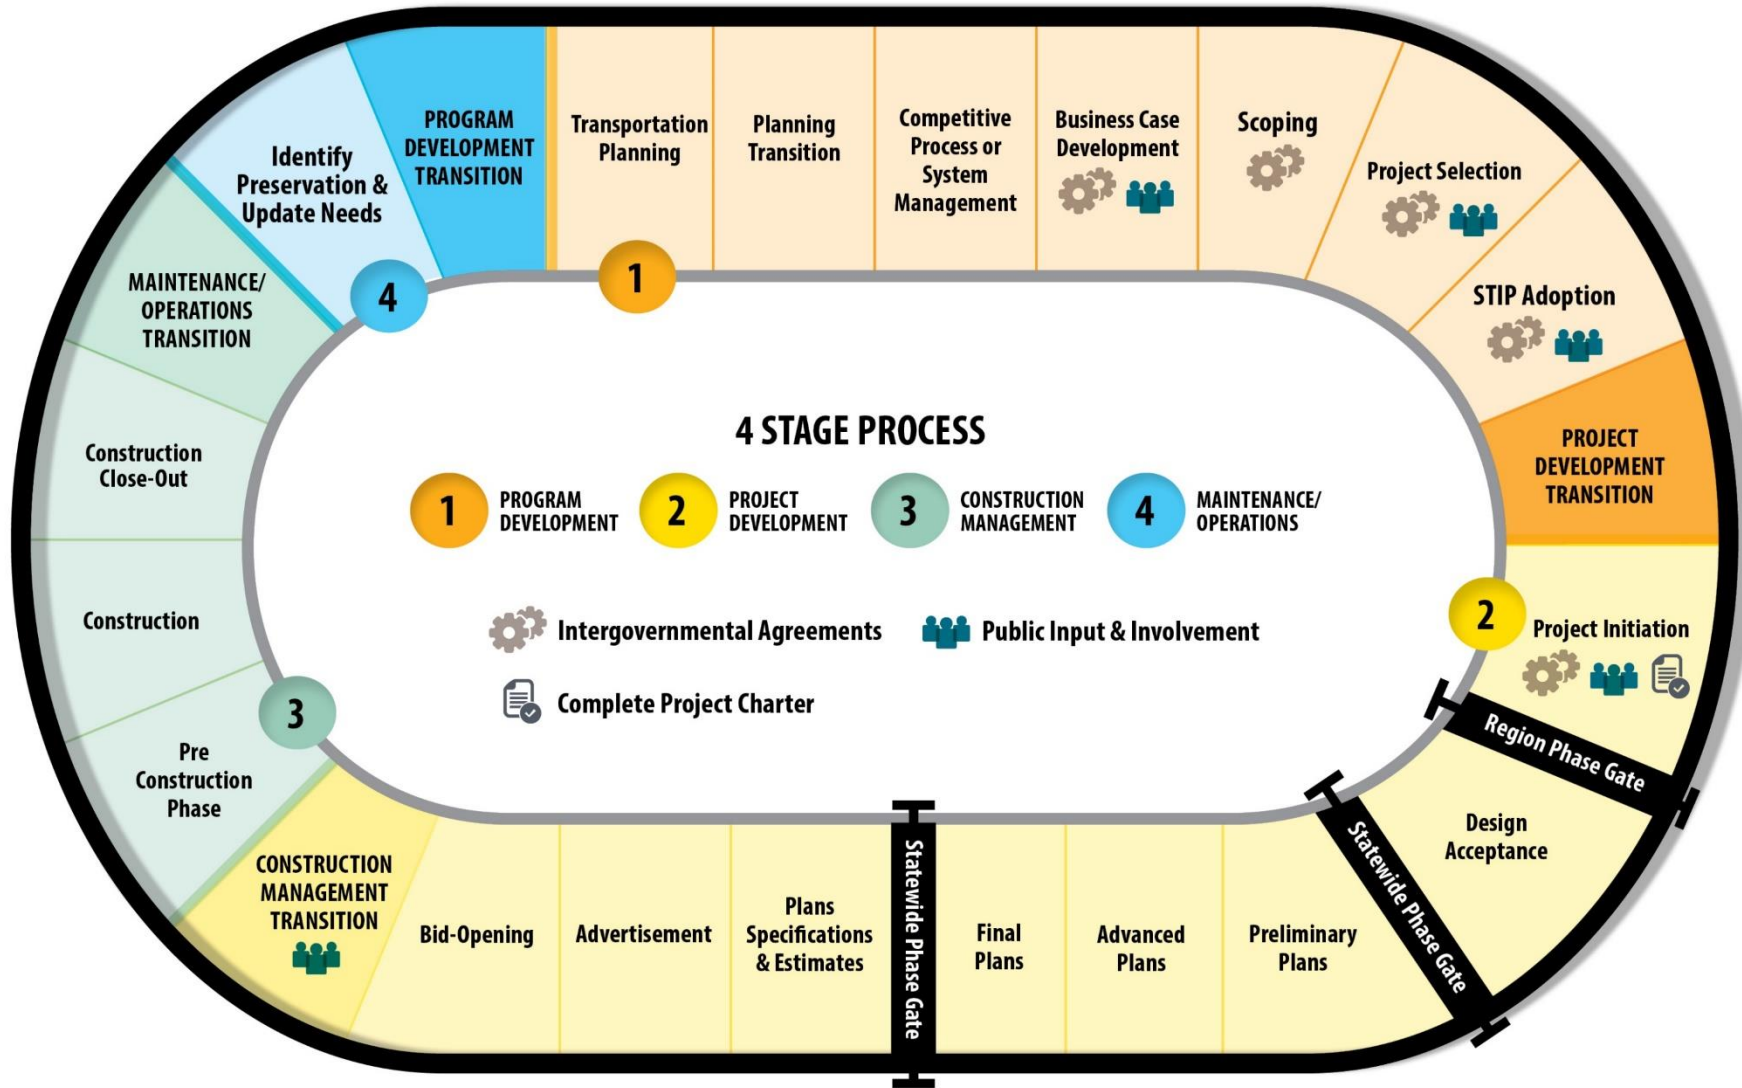 PROGRAM
DEVELOPMENT
TRANSITION
Transportation
Planning
Planning
Transition
Competitive
Process or
System
Management
Business Case
Development
Scoping
Project Selection
STIP Adoption
PROJECT
DEVELOPMENT
TRANSITION
Project Initiation
Region Phase Gate
Design
Acceptance
Statewide Phase Gate
Preliminary
Plans
Advanced
Plans
Final
Plans
Statewide Phase Gate
Plans
Specifications
& Estimates
Advertisement
Bid-Opening
CONSTRUCTION
MANAGEMENT
TRANSITION
Pre
Construction
Phase
Construction
Construction
Close-Out
MAINTENANCE/
OPERATIONS
TRANSITION
Identify
Preservation &
Update Needs
1
2
3
4
4 STAGE PROCESS
1
PROGRAM
DEVELOPMENT
2
PROJECT
DEVELOPMENT
3
CONSTRUCTION
MANAGEMENT
4
MAINTENANCE/
OPERATIONS
Intergovernmental Agreements
Public Input & Involvement
Complete Project Charter